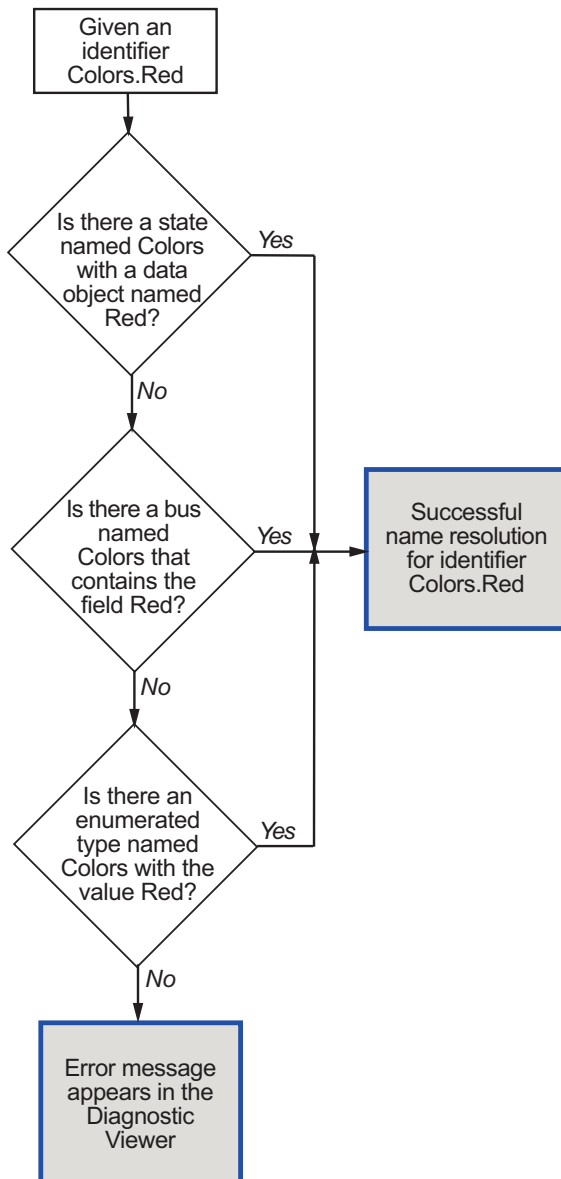 Given an
identifier
Colors.Red
Is there a state
named Colors
with a data
object named
Red?
Yes
No
Is there a bus
named
Colors that
contains the
field Red?
Yes
Successful
name resolution
for identifier
Colors.Red
No
Is there an
enumerated
type named
Colors with the
value Red?
Yes
No
Error message
appears in the
Diagnostic
Viewer